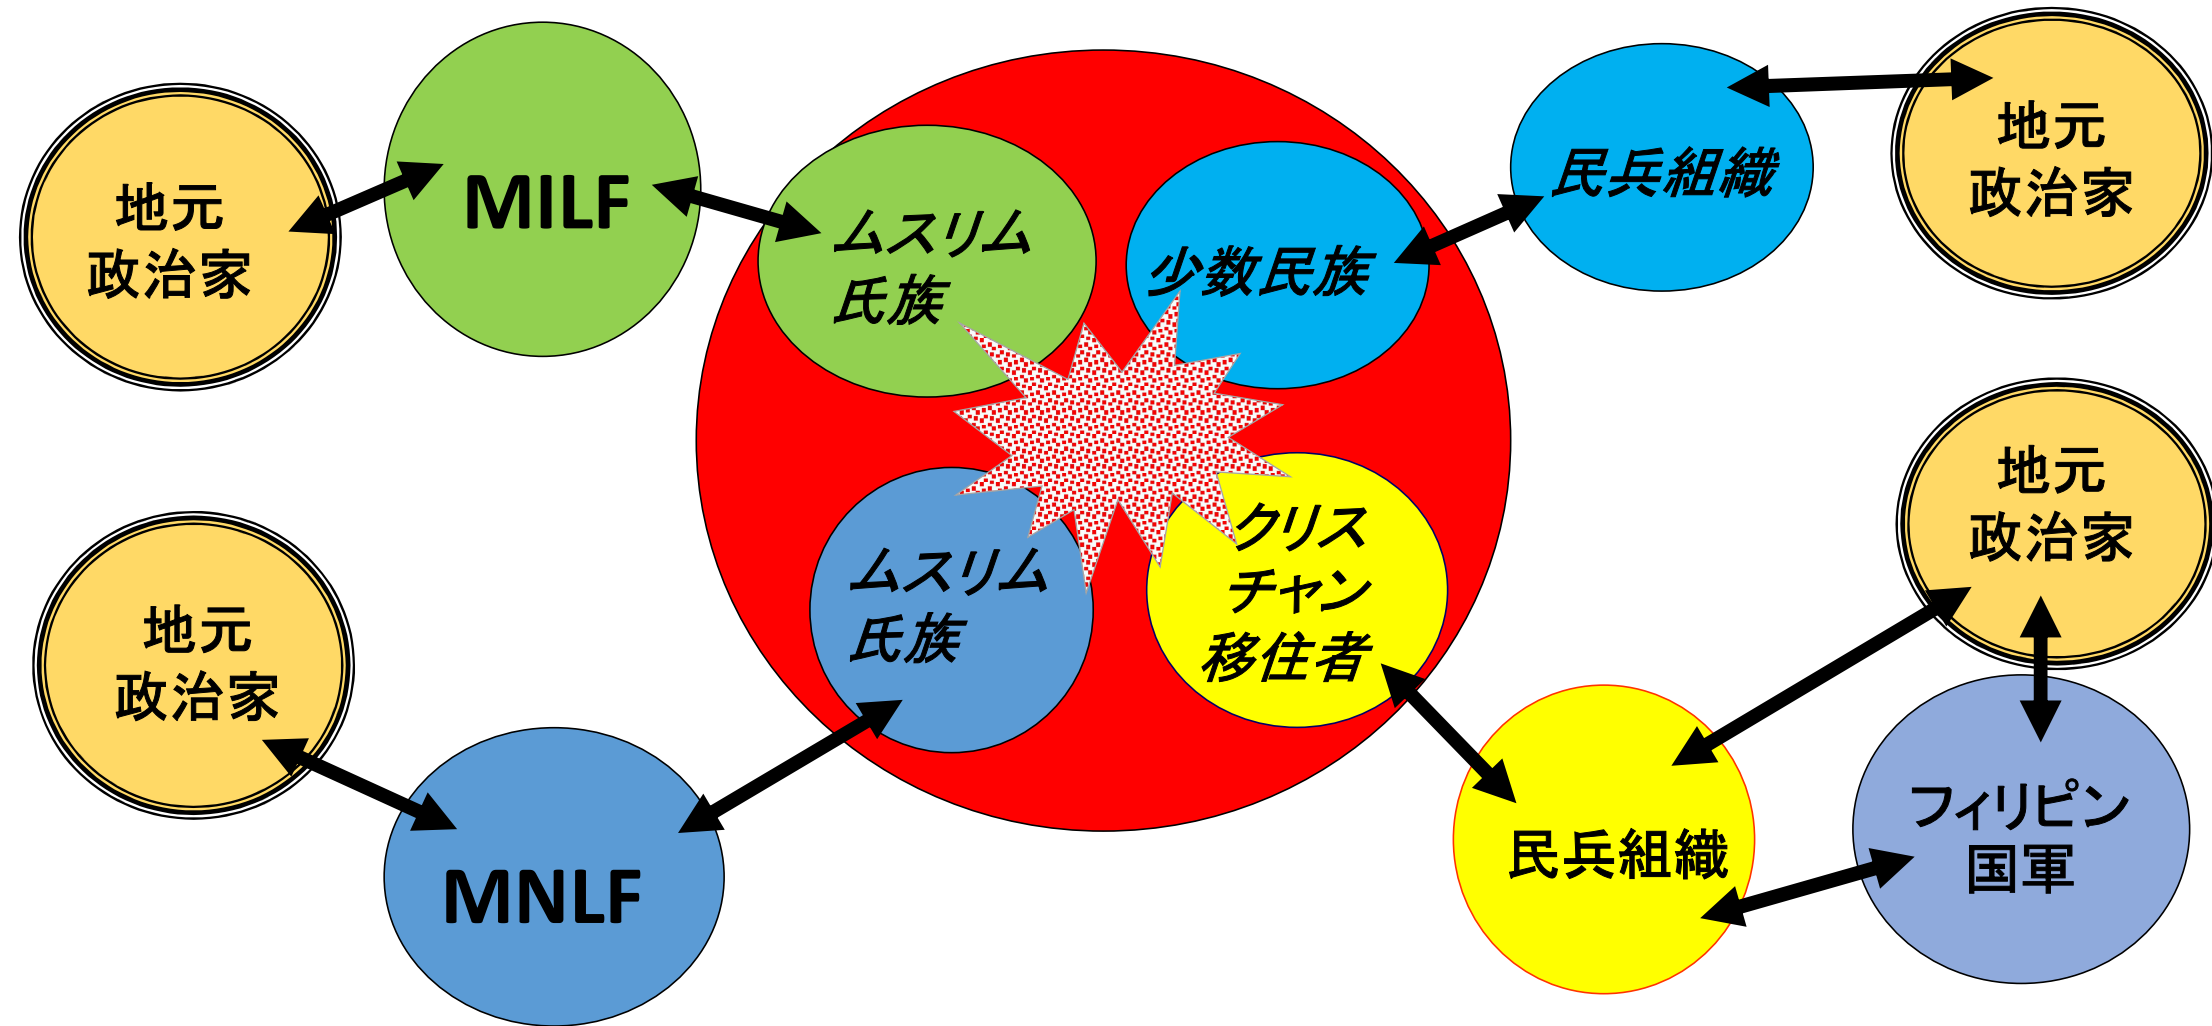 地元
政治家
MILF
ムスリム
氏族
少数民族
民兵組織
地元
政治家
地元
政治家
MNLF
ムスリム
氏族
クリス
チャン
移住者
民兵組織
地元
政治家
フィリピン
国軍